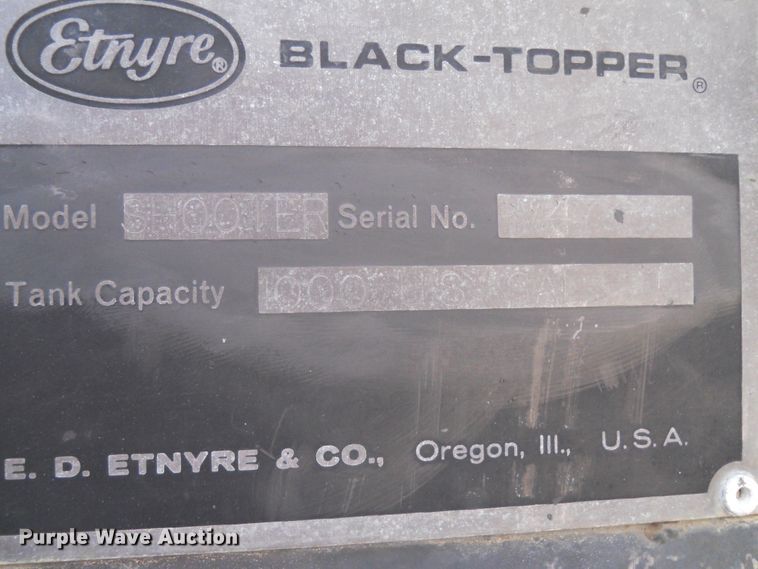 Etnyre® BLACK-TOPPER®
Model SHOOTER Serial No.
Tank Capacity
E. D. ETNYRE & CO., Oregon, Ill., U.S.A.
Purple Wave Auction